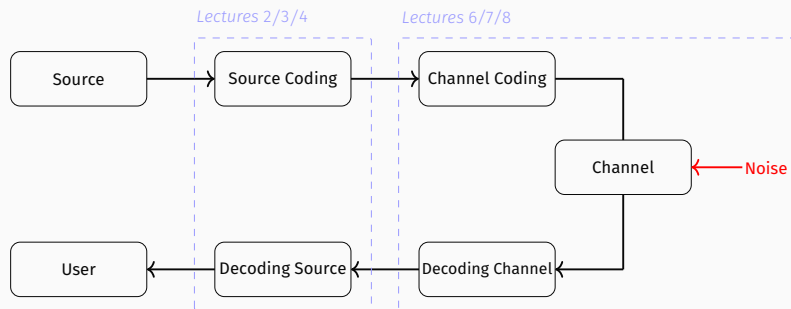 Lectures 2/3/4
Lectures 6/7/8
Source
Source Coding
Channel Coding
Channel
Noise
User
Decoding Source
Decoding Channel